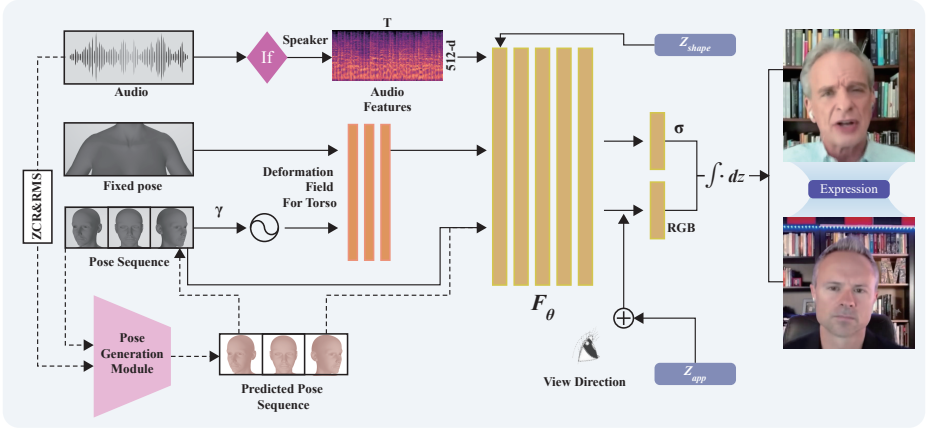 T
If
Speaker
512-d
Z_shape
Audio
Audio
Features
σ
Fixed pose
Deformation
Field
For Torso
∫· dz
Expression
ZCR&RMS
γ
RGB
Pose Sequence
F_θ
Pose
Generation
Module
Predicted Pose
Sequence
View Direction
Z_app
M